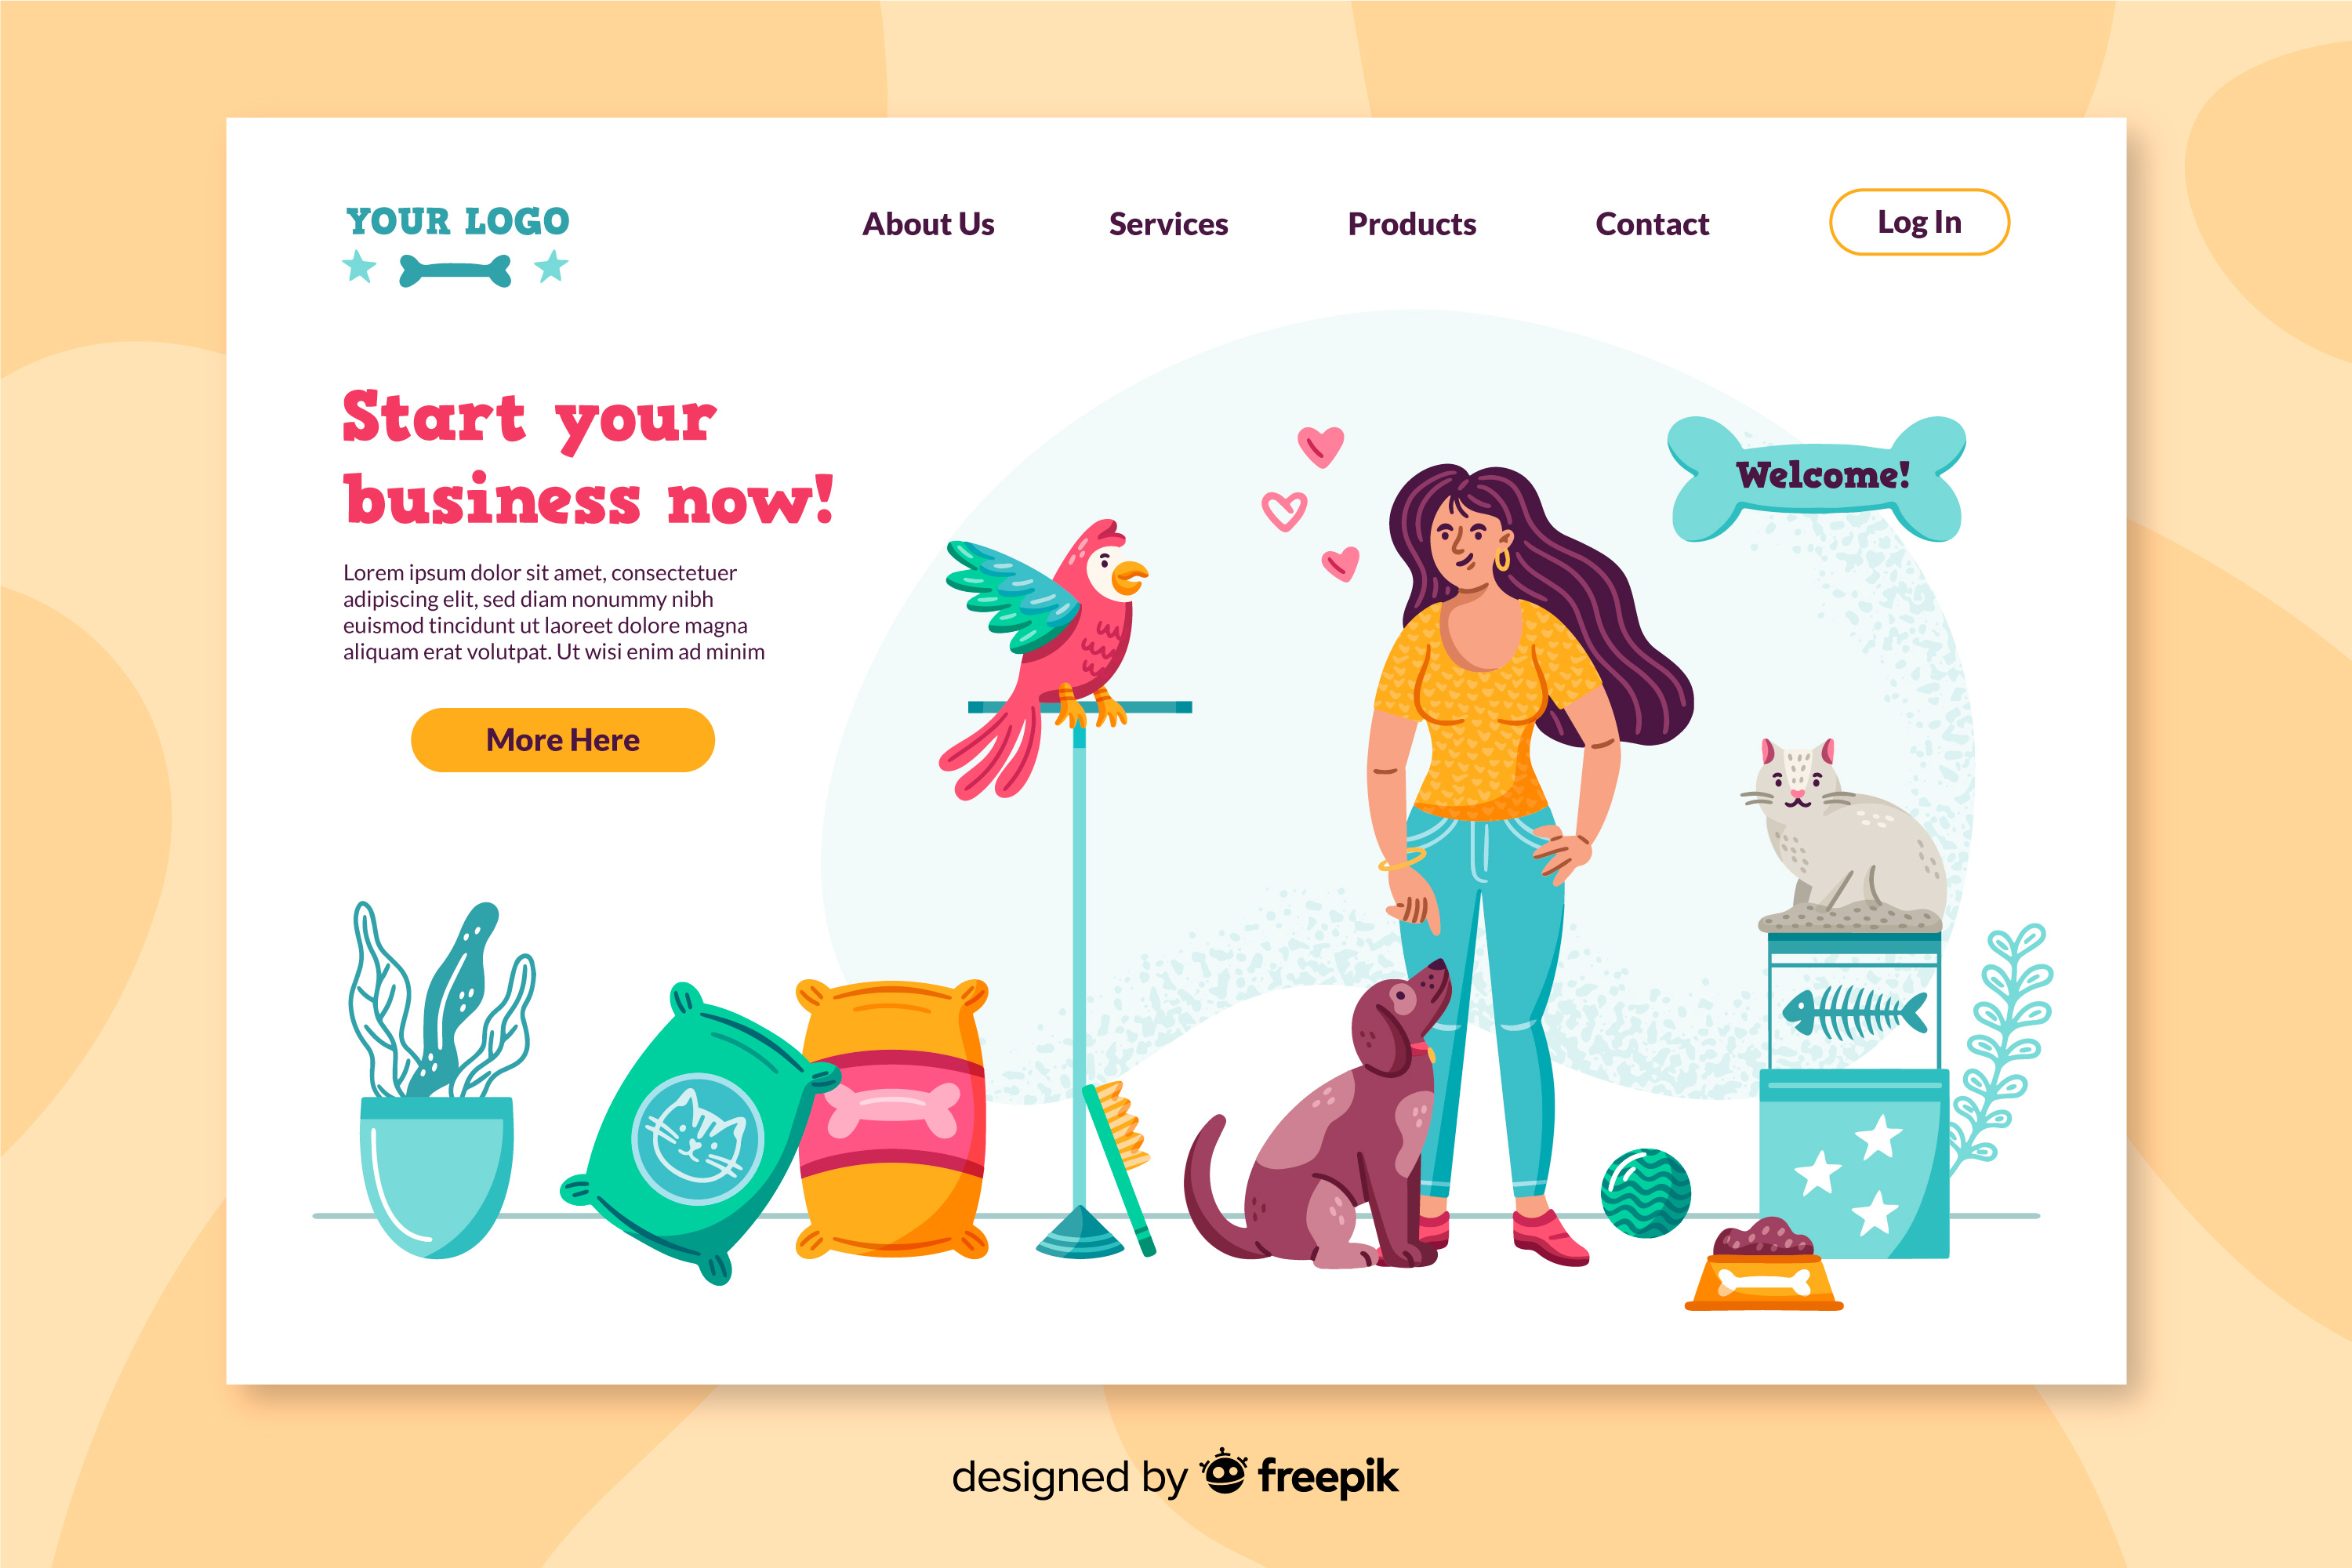 YOUR LOGO
About Us
Services
Products
Contact
Log In
Start your
business now!
Lorem ipsum dolor sit amet, consectetuer
adipiscing elit, sed diam nonummy nibh
euismod tincidunt ut laoreet dolore magna
aliquam erat volutpat. Ut wisi enim ad minim
More Here
Welcome!
designed by freepik